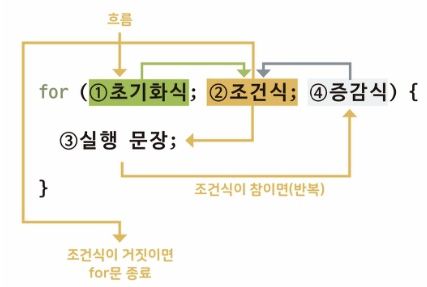 흐름
for (①초기화식; ②조건식; ④증감식) {
③실행 문장;
조건식이 참이면(반복)
}
조건식이 거짓이면
for문 종료